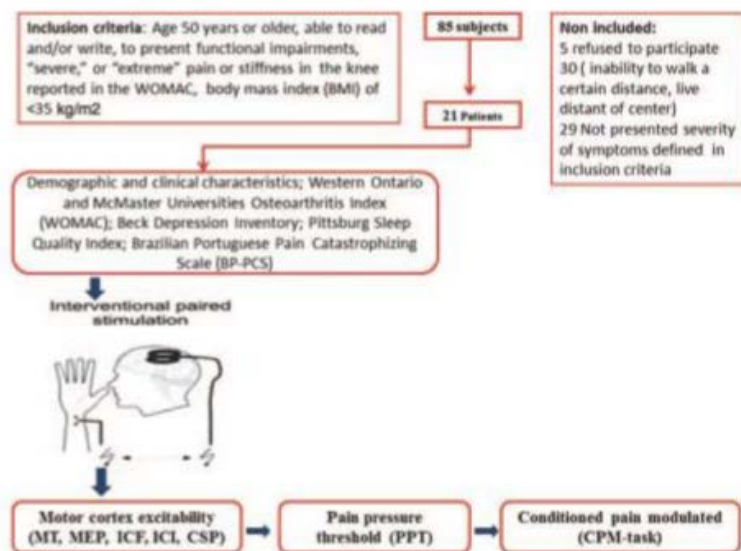 Inclusion criteria: Age 50 years or older, able to read
and/or write, to present functional impairments,
"severe," or "extreme" pain or stiffness in the knee
reported in the WOMAC, body mass index (BMI) of
<35 kg/m2
85 subjects
21 Patients
Non included:
5 refused to participate
30 ( inability to walk a
certain distance, live
distant of center)
29 Not presented severity
of symptoms defined in
inclusion criteria
Demographic and clinical characteristics; Western Ontario
and McMaster Universities Osteoarthritis Index
(WOMAC); Beck Depression Inventory; Pittsburg Sleep
Quality Index; Brazilian Portuguese Pain Catastrophizing
Scale (BP-PCS)
Interventional paired
stimulation
Motor cortex excitability
(MT, MEP, ICF, ICI, CSP)
Pain pressure
threshold (PPT)
Conditioned pain modulated
(CPM-task)